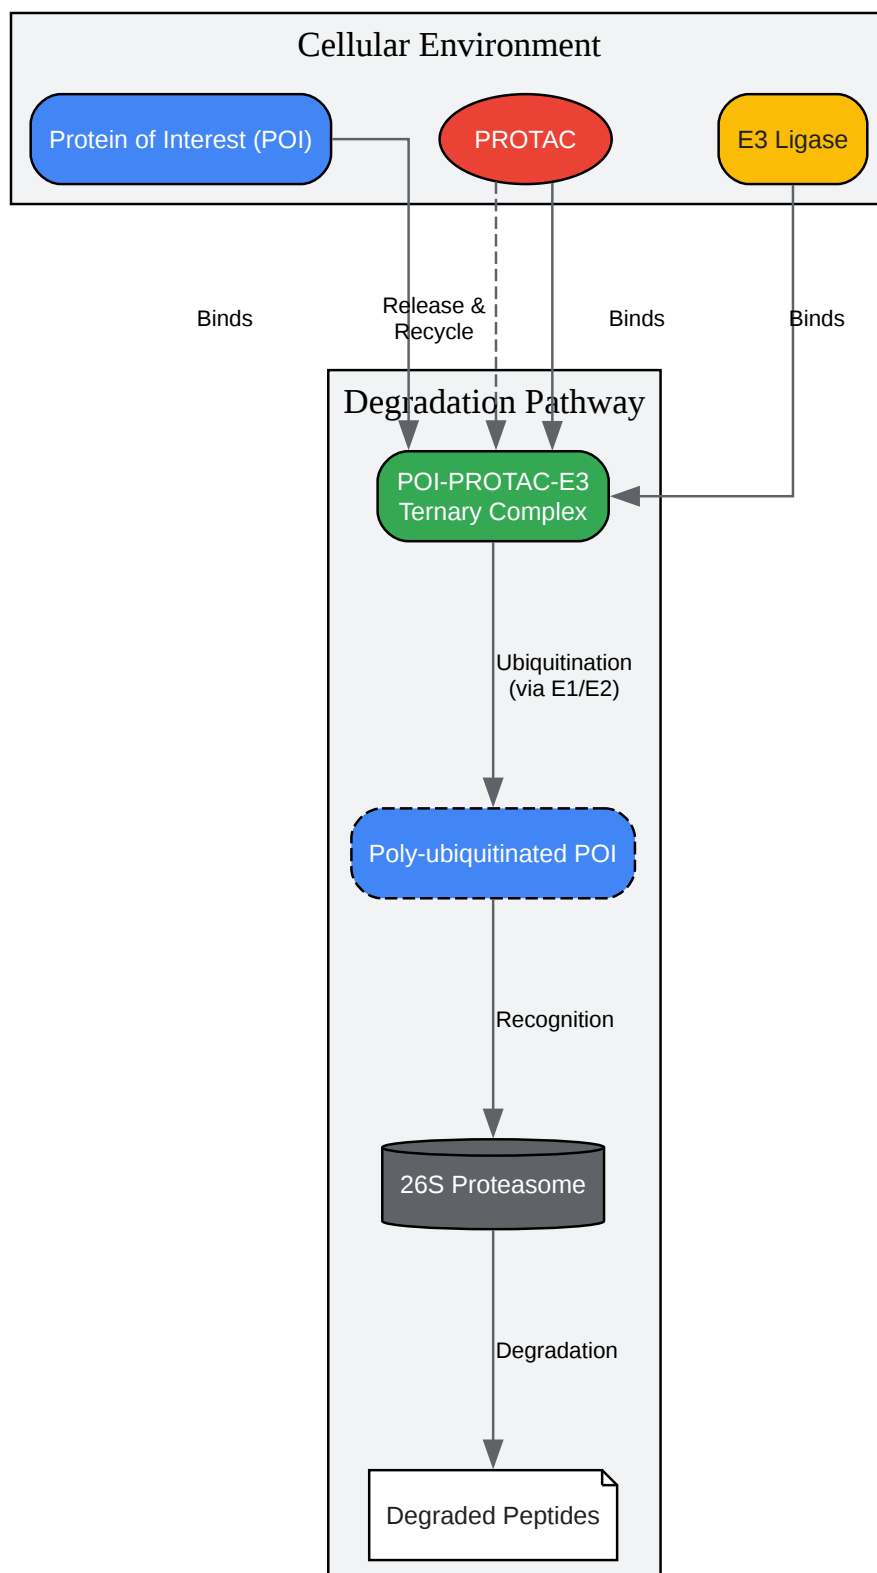 Cellular Environment
Protein of Interest (POI)
PROTAC
E3 Ligase
Binds
Release &
Recycle
Binds
Binds
Degradation Pathway
POI-PROTAC-E3
Ternary Complex
Ubiquitination
(via E1/E2)
Poly-ubiquitinated POI
Recognition
26S Proteasome
Degradation
Degraded Peptides